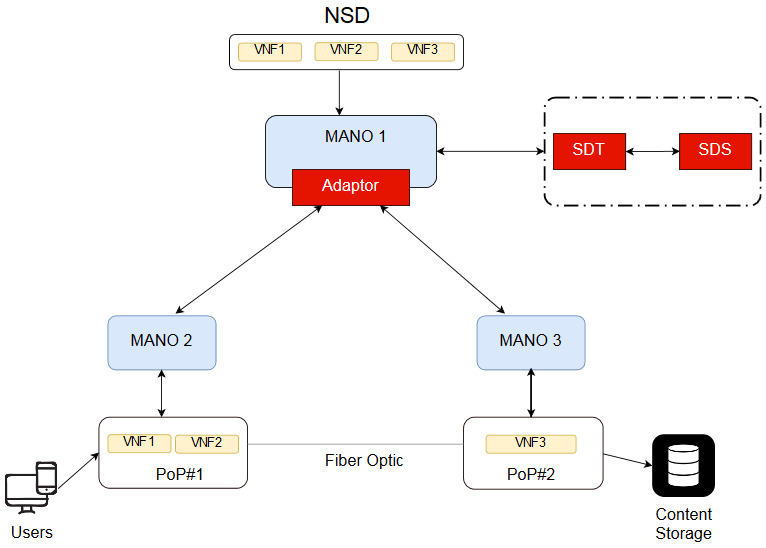 NSD
VNF1 VNF2 VNF3
MANO 1
Adaptor
SDT SDS
MANO 2 MANO 3
VNF1 VNF2 VNF3
PoP#1 Fiber Optic PoP#2
Users
Content
Storage